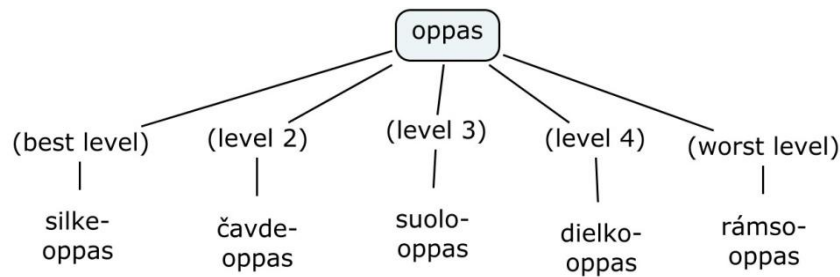 oppas
(best level)
(level 2)
(level 3)
(level 4)
(worst level)
silke-
oppas
čavde-
oppas
suolo-
oppas
dielko-
oppas
rámso-
oppas